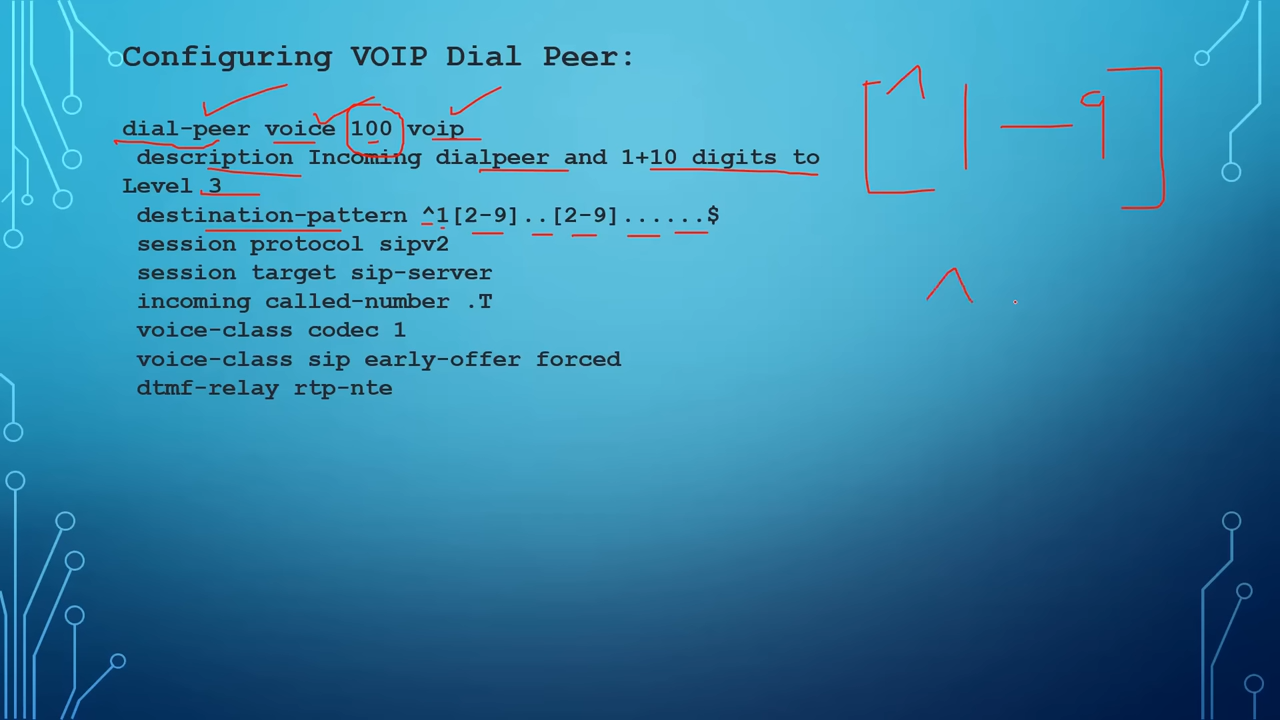 Configuring VOIP Dial Peer:
dial-peer voice 100 voip
description Incoming dialpeer and 1+10 digits to
Level 3
destination-pattern ^1[2-9]..[2-9]......$
session protocol sipv2
session target sip-server
incoming called-number .T
voice-class codec 1
voice-class sip early-offer forced
dtmf-relay rtp-nte
[^1-9]
^